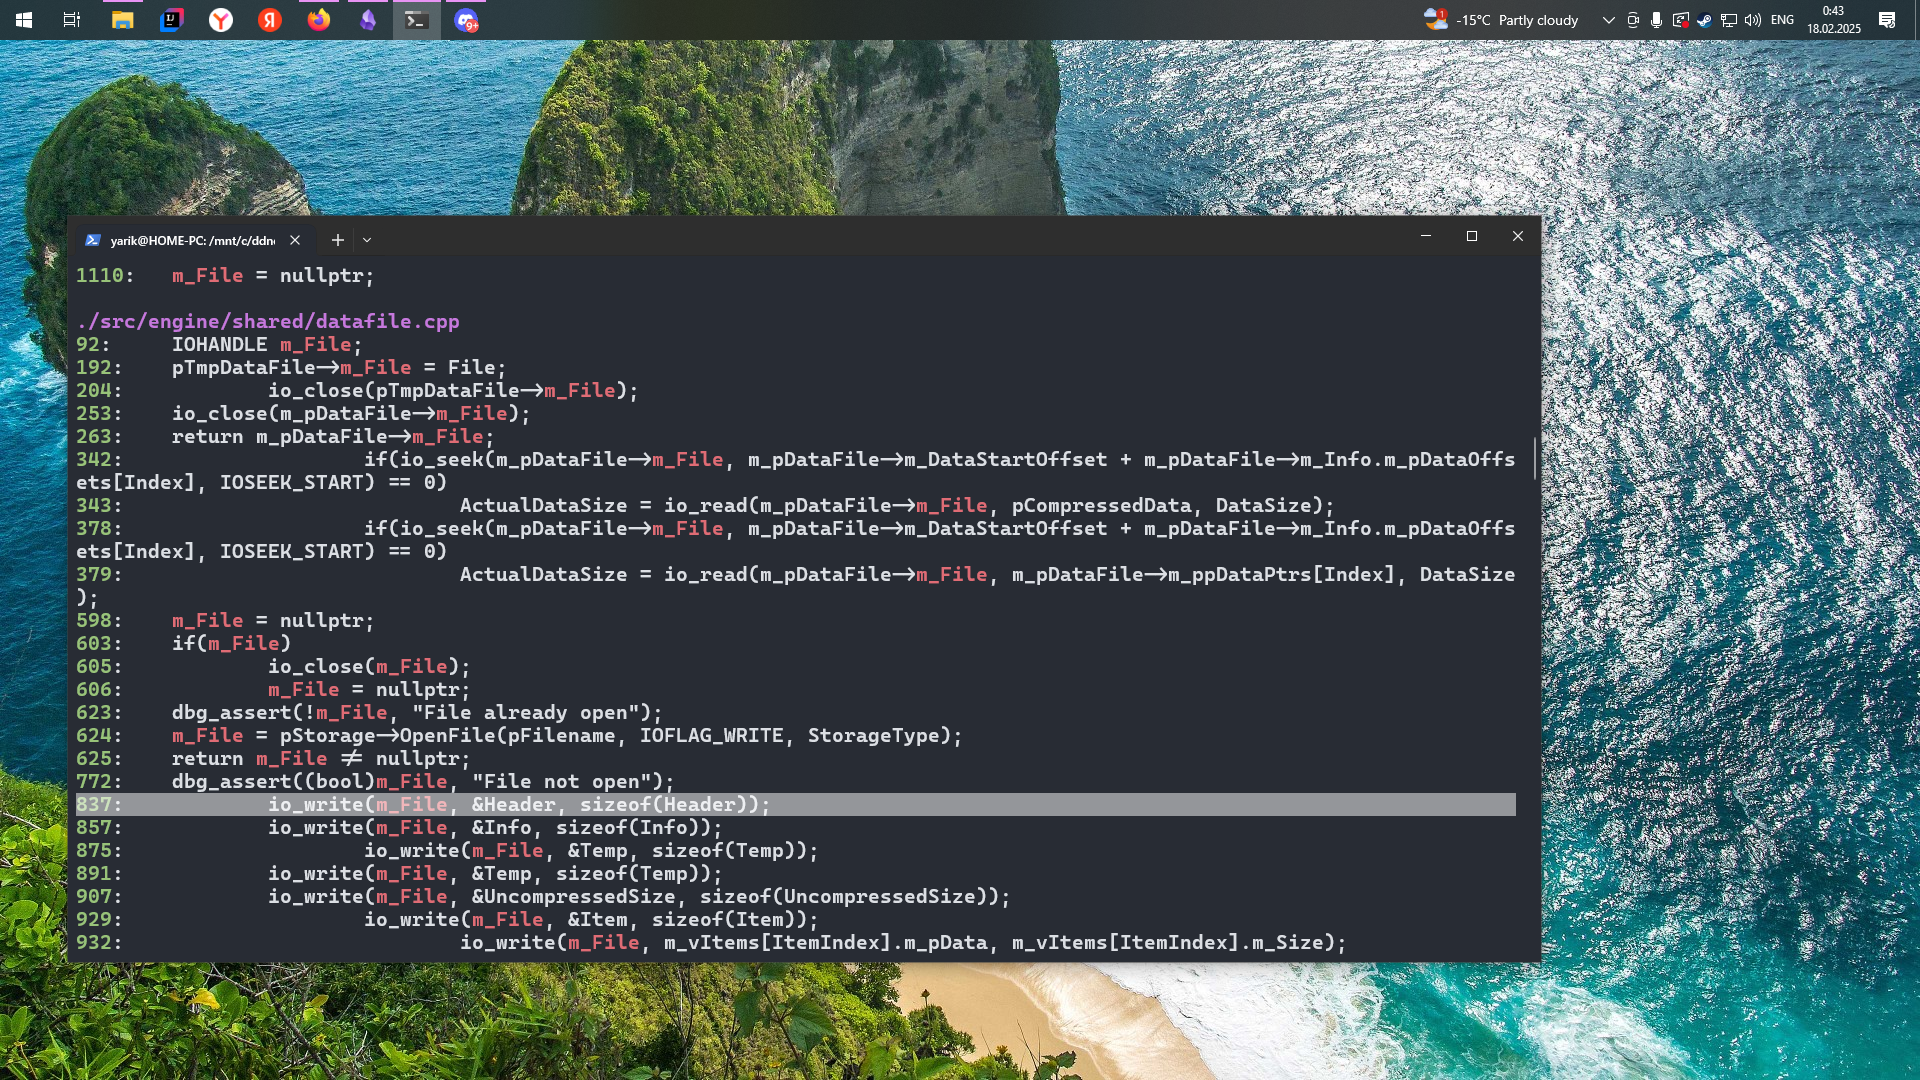 -15°C Partly cloudy
ENG
0:43
18.02.2025
yarik@HOME-PC: /mnt/c/ddn
1110: m_File = nullptr;
./src/engine/shared/datafile.cpp
92: IOHANDLE m_File;
192: pTmpDataFile->m_File = File;
204: io_close(pTmpDataFile->m_File);
253: io_close(m_pDataFile->m_File);
263: return m_pDataFile->m_File;
342: if(io_seek(m_pDataFile->m_File, m_pDataFile->m_DataStartOffset + m_pDataFile->m_Info.m_pDataOffs
ets[Index], IOSEEK_START) == 0)
343: ActualDataSize = io_read(m_pDataFile->m_File, pCompressedData, DataSize);
378: if(io_seek(m_pDataFile->m_File, m_pDataFile->m_DataStartOffset + m_pDataFile->m_Info.m_pDataOffs
ets[Index], IOSEEK_START) == 0)
379: ActualDataSize = io_read(m_pDataFile->m_File, m_pDataFile->m_ppDataPtrs[Index], DataSize
);
598: m_File = nullptr;
603: if(m_File)
605: io_close(m_File);
606: m_File = nullptr;
623: dbg_assert(!m_File, "File already open");
624: m_File = pStorage->OpenFile(pFilename, IOFLAG_WRITE, StorageType);
625: return m_File != nullptr;
772: dbg_assert((bool)m_File, "File not open");
837: io_write(m_File, &Header, sizeof(Header));
857: io_write(m_File, &Info, sizeof(Info));
875: io_write(m_File, &Temp, sizeof(Temp));
891: io_write(m_File, &Temp, sizeof(Temp));
907: io_write(m_File, &UncompressedSize, sizeof(UncompressedSize));
929: io_write(m_File, &Item, sizeof(Item));
932: io_write(m_File, m_vItems[ItemIndex].m_pData, m_vItems[ItemIndex].m_Size);